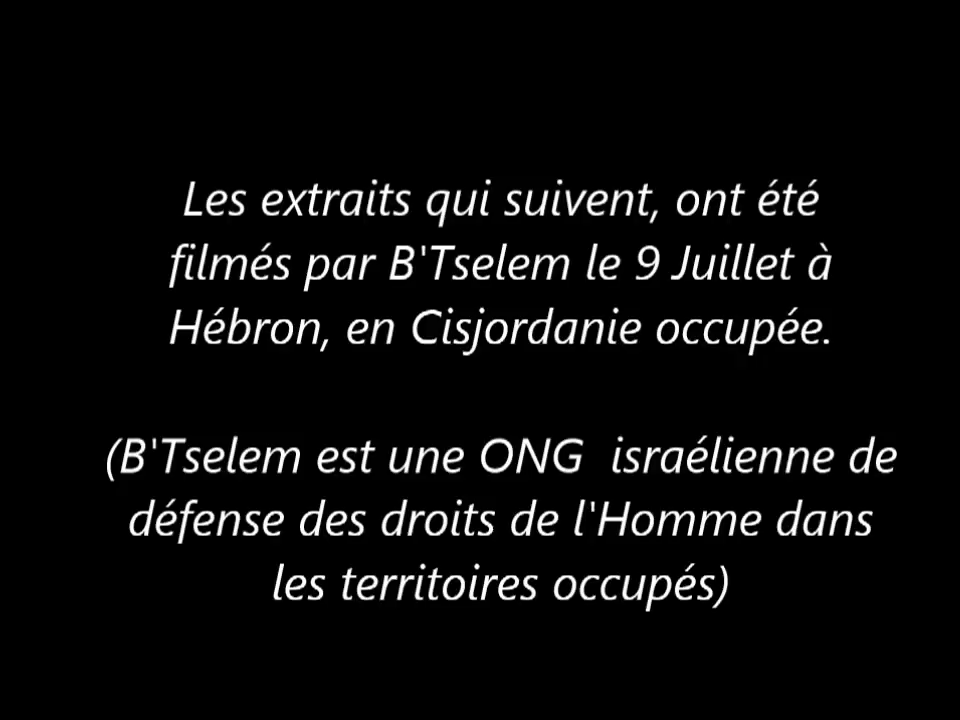 Les extraits qui suivent, ont été
filmés par B'Tselem le 9 Juillet à
Hébron, en Cisjordanie occupée.
(B'Tselem est une ONG  israélienne de
défense des droits de l'Homme dans
les territoires occupés)